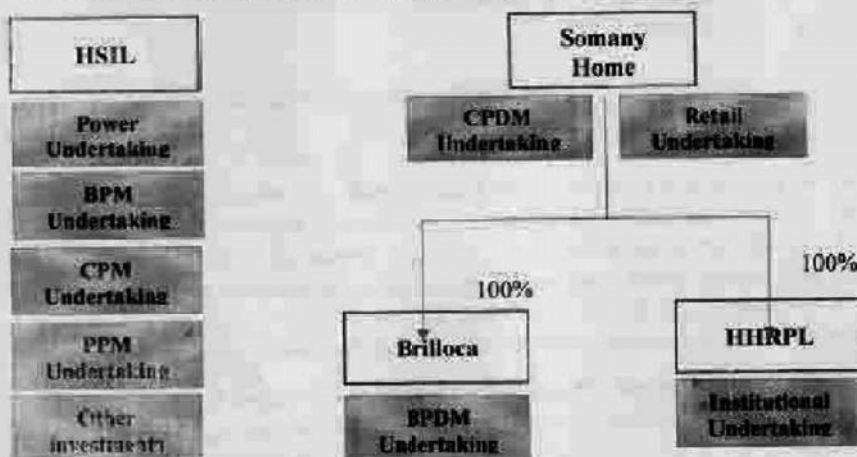 HSIL
Power
Undertaking
BPM
Undertaking
CPM
Undertaking
PPM
Undertaking
Other
investments
Somany
Home
CPDM
Undertaking
Retail
Undertaking
100%
100%
Brilloca
HHRPL
BPDM
Undertaking
Institutional
Undertaking